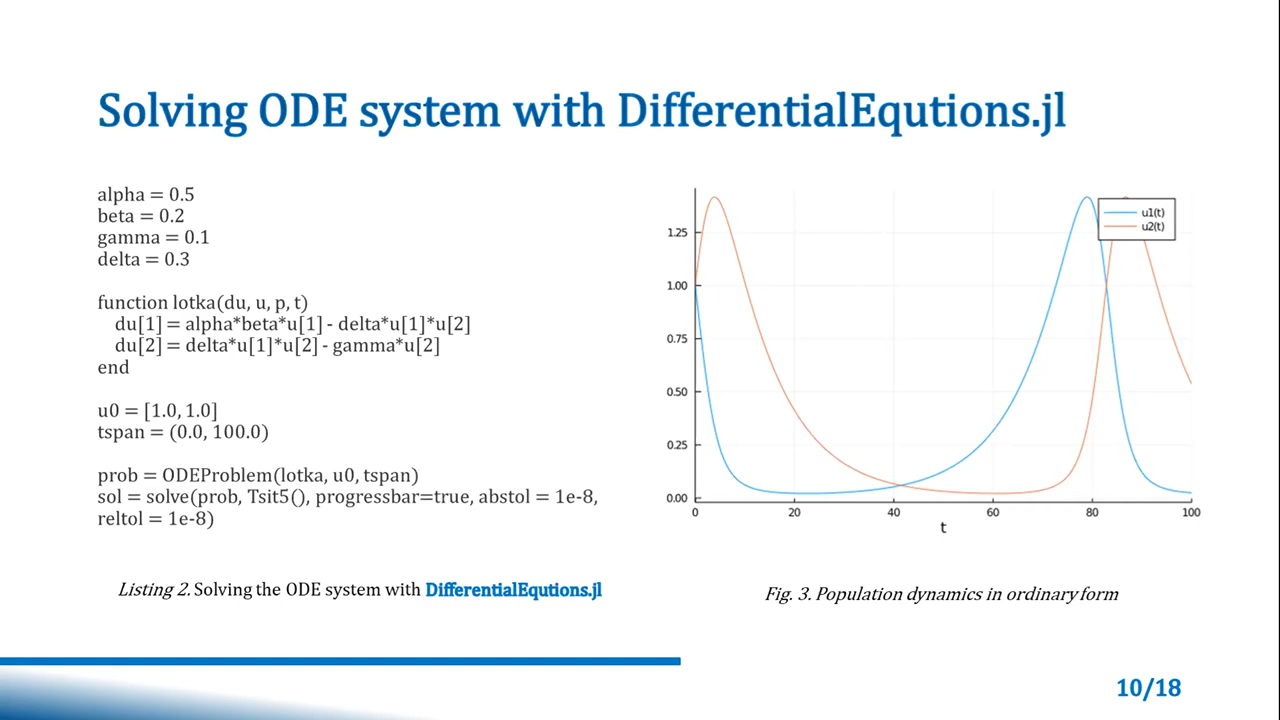 Solving ODE system with DifferentialEqutions.jl
alpha = 0.5
beta = 0.2
gamma = 0.1
delta = 0.3
function lotka(du, u, p, t)
du[1] = alpha*beta*u[1] - delta*u[1]*u[2]
du[2] = delta*u[1]*u[2] - gamma*u[2]
end
u0 = [1.0, 1.0]
tspan = (0.0, 100.0)
prob = ODEProblem(lotka, u0, tspan)
sol = solve(prob, Tsit5(), progressbar=true, abstol = 1e-8,
reltol = 1e-8)
Listing 2. Solving the ODE system with DifferentialEqutions.jl
u1(t)
u2(t)
1.25
1.00
0.75
0.50
0.25
0.00
0 20 40 60 80 100
t
Fig. 3. Population dynamics in ordinary form
10/18